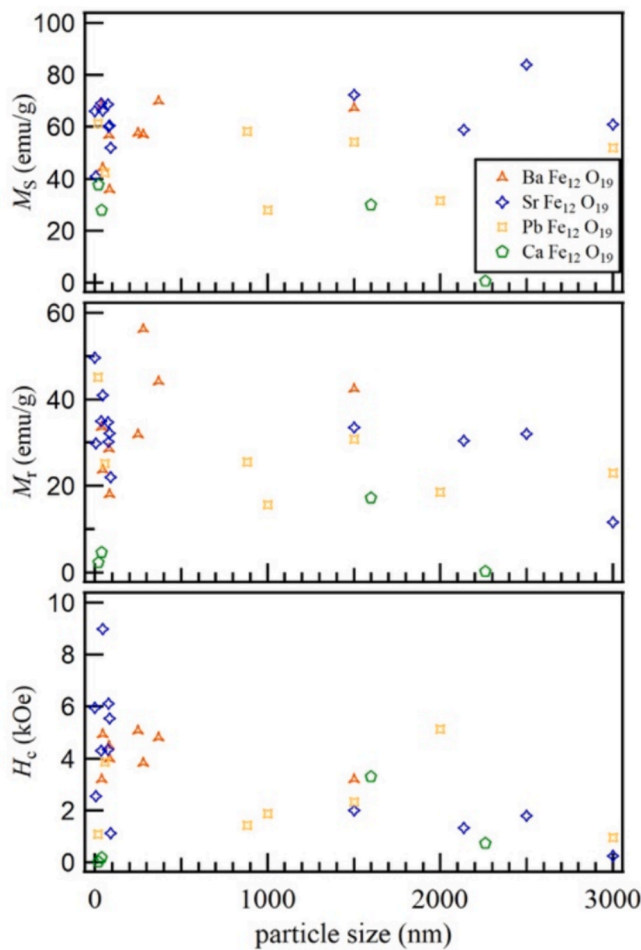 100
80
60
40
20
0
M_S (emu/g)
Ba Fe₁₂ O₁₉
Sr Fe₁₂ O₁₉
Pb Fe₁₂ O₁₉
Ca Fe₁₂ O₁₉
60
40
20
0
M_r (emu/g)
10
8
6
4
2
0
H_c (kOe)
0 1000 2000 3000
particle size (nm)